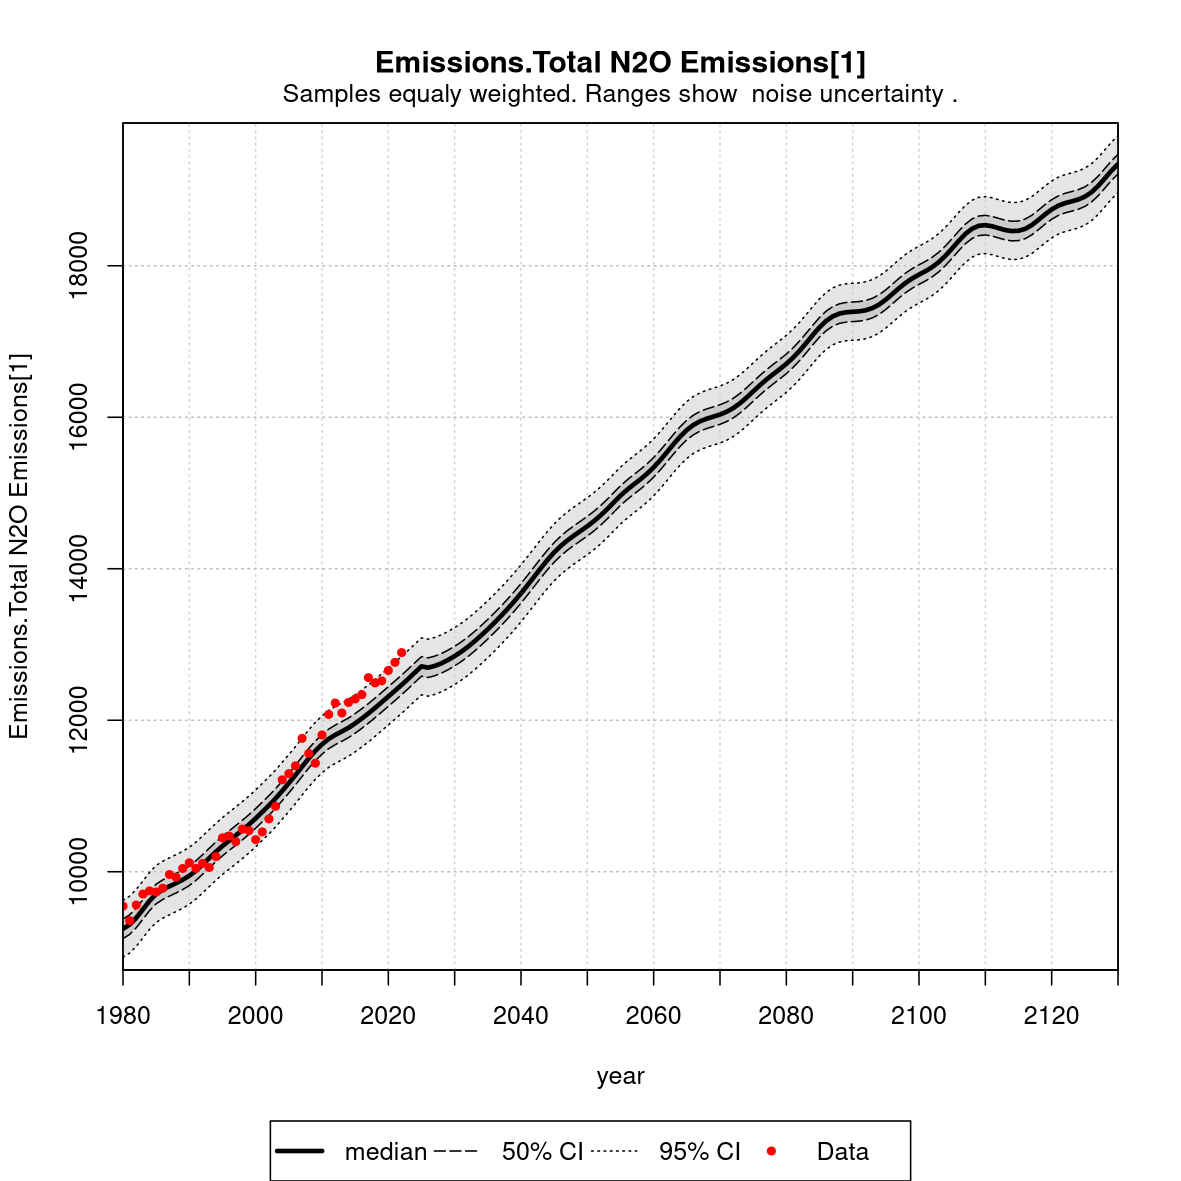 Emissions.Total N2O Emissions[1]
Samples equaly weighted. Ranges show  noise uncertainty .
Emissions.Total N2O Emissions[1]
18000
16000
14000
12000
10000
1980 2000 2020 2040 2060 2080 2100 2120
year
median 50% CI 95% CI Data